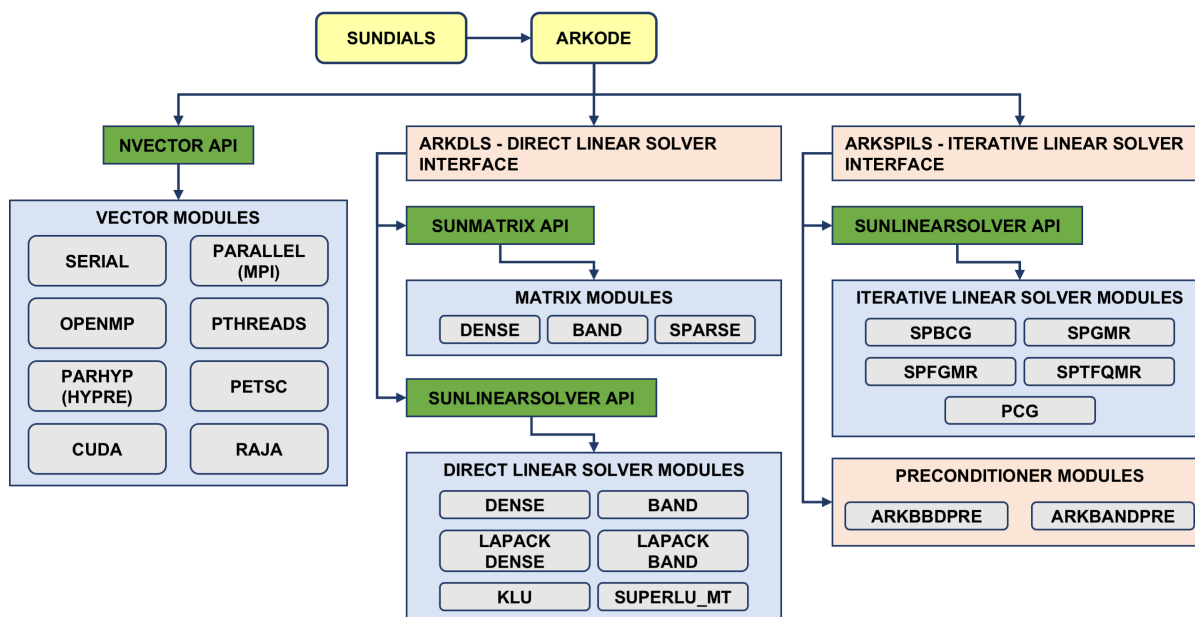 SUNDIALS
ARKODE
NVECTOR API
VECTOR MODULES
SERIAL
PARALLEL
(MPI)
OPENMP
PTHREADS
PARHYP
(HYPRE)
PETSC
CUDA
RAJA
ARKDLS - DIRECT LINEAR SOLVER
INTERFACE
SUNMATRIX API
MATRIX MODULES
DENSE
BAND
SPARSE
SUNLINEARSOLVER API
DIRECT LINEAR SOLVER MODULES
DENSE
BAND
LAPACK
DENSE
LAPACK
BAND
KLU
SUPERLU_MT
ARKSPILS - ITERATIVE LINEAR SOLVER
INTERFACE
SUNLINEARSOLVER API
ITERATIVE LINEAR SOLVER MODULES
SPBCG
SPGMR
SPFGMR
SPTFQMR
PCG
PRECONDITIONER MODULES
ARKBBDPRE
ARKBANDPRE